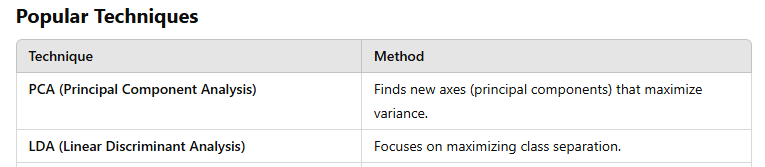 Popular Techniques
Technique Method
PCA (Principal Component Analysis) Finds new axes (principal components) that maximize
variance.
LDA (Linear Discriminant Analysis) Focuses on maximizing class separation.